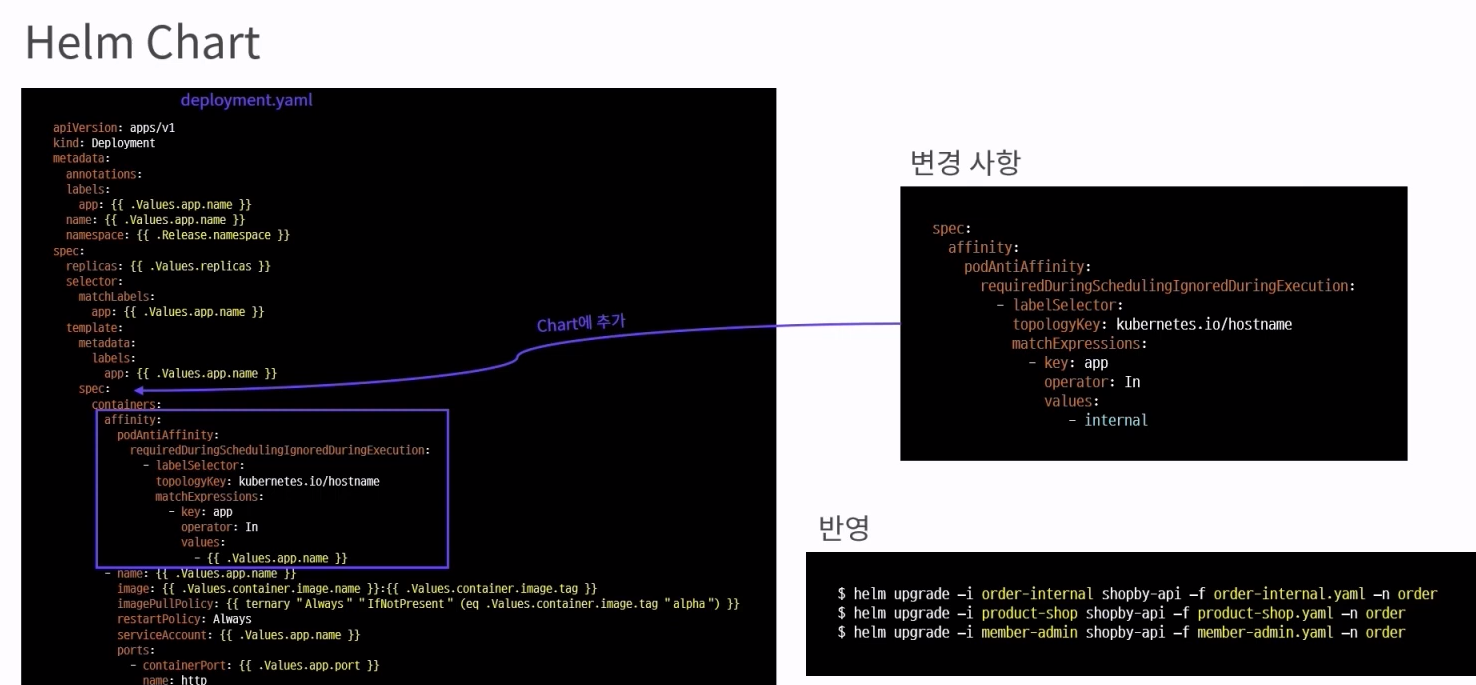 Helm Chart
deployment.yaml
apiVersion: apps/v1
kind: Deployment
metadata:
  annotations:
  labels:
    app: {{ .Values.app.name }}
  name: {{ .Values.app.name }}
  namespace: {{ .Release.namespace }}
spec:
  replicas: {{ .Values.replicas }}
  selector:
    matchLabels:
      app: {{ .Values.app.name }}
  template:
    metadata:
      labels:
        app: {{ .Values.app.name }}
    spec:
      containers:
        affinity:
          podAntiAffinity:
            requiredDuringSchedulingIgnoredDuringExecution:
              - labelSelector:
                topologyKey: kubernetes.io/hostname
                matchExpressions:
                  - key: app
                    operator: In
                    values:
                      - {{ .Values.app.name }}
        - name: {{ .Values.app.name }}
          image: {{ .Values.container.image.name }}:{{ .Values.container.image.tag }}
          imagePullPolicy: {{ ternary "Always" "IfNotPresent" (eq .Values.container.image.tag "alpha") }}
          restartPolicy: Always
          serviceAccount: {{ .Values.app.name }}
          ports:
            - containerPort: {{ .Values.app.port }}
              name: http
Chart에 추가
변경 사항
spec:
  affinity:
    podAntiAffinity:
      requiredDuringSchedulingIgnoredDuringExecution:
        - labelSelector:
          topologyKey: kubernetes.io/hostname
          matchExpressions:
            - key: app
              operator: In
              values:
                - internal
반영
$ helm upgrade –i order-internal shopby-api –f order-internal.yaml –n order
$ helm upgrade –i product-shop shopby-api –f product-shop.yaml –n order
$ helm upgrade –i member-admin shopby-api –f member-admin.yaml –n order